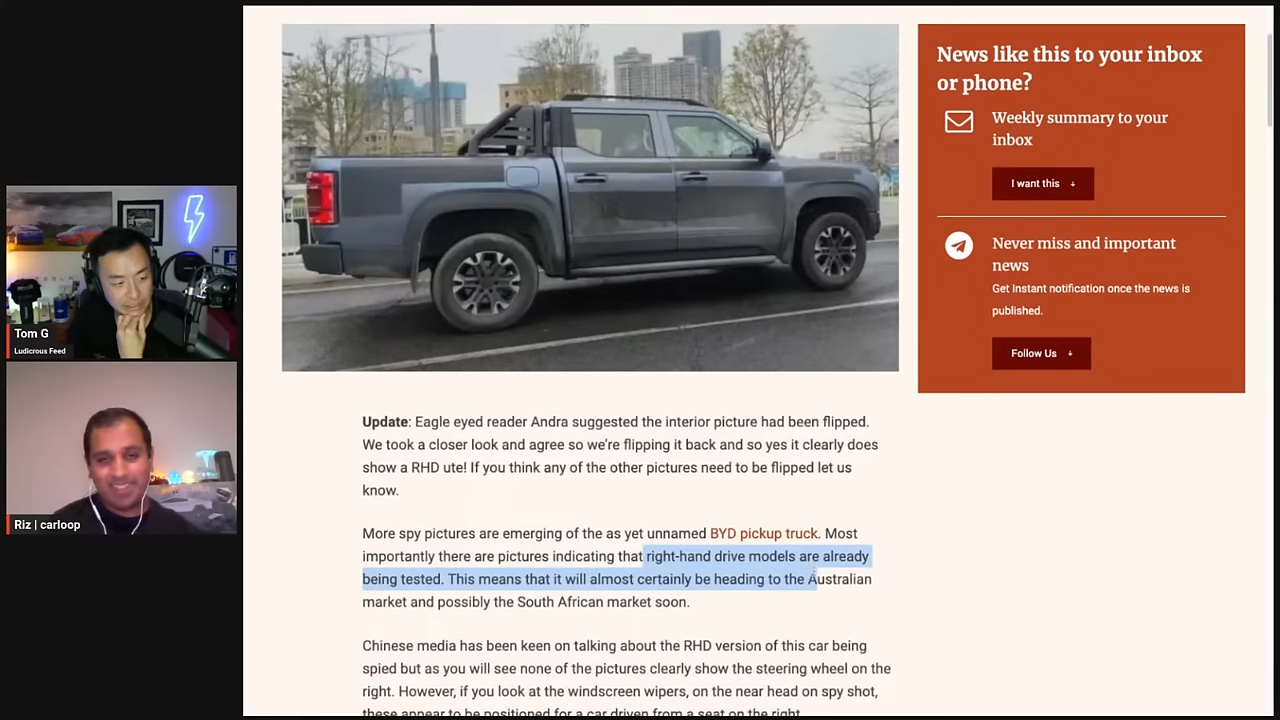 Tom G
Ludicrous Feed
Riz | carloop
News like this to your inbox
or phone?
Weekly summary to your
inbox
I want this ↓
Never miss and important
news
Get Instant notification once the news is
published.
Follow Us ↓
Update: Eagle eyed reader Andra suggested the interior picture had been flipped.
We took a closer look and agree so we're flipping it back and so yes it clearly does
show a RHD ute! If you think any of the other pictures need to be flipped let us
know.
More spy pictures are emerging of the as yet unnamed BYD pickup truck. Most
importantly there are pictures indicating that right-hand drive models are already
being tested. This means that it will almost certainly be heading to the Australian
market and possibly the South African market soon.
Chinese media has been keen on talking about the RHD version of this car being
spied but as you will see none of the pictures clearly show the steering wheel on the
right. However, if you look at the windscreen wipers, on the near head on spy shot,
these appear to be positioned for a car driven from a seat on the right.